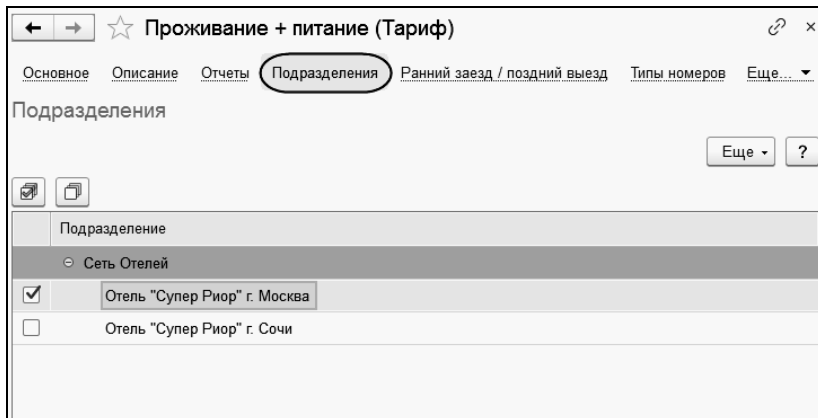 Проживание + питание (Тариф)
Основное Описание Отчеты Подразделения Ранний заезд / поздний выезд Типы номеров Еще...
Подразделения
Еще ?
Подразделение
Сеть Отелей
Отель "Супер Риор" г. Москва
Отель "Супер Риор" г. Сочи